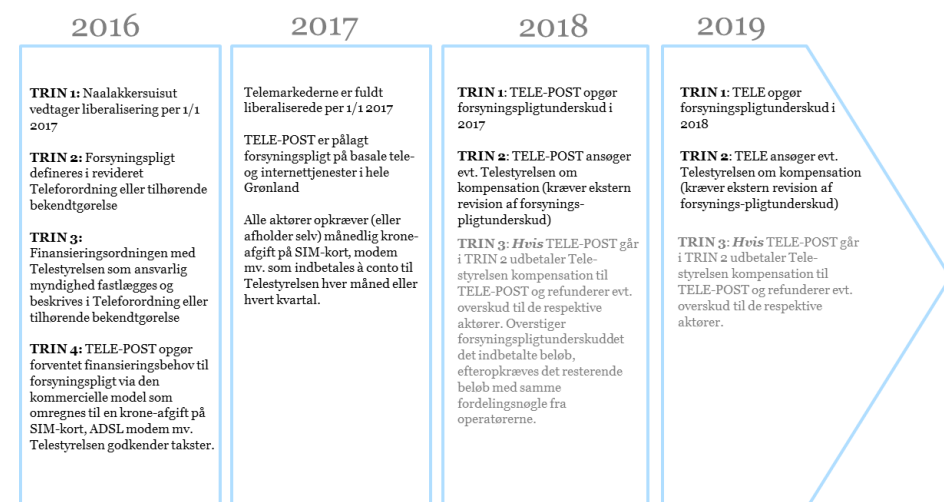 2016
TRIN 1: Naalakkersuisut
vedtager liberalisering per 1/1
2017
TRIN 2: Forsyningspligt
defineres i revideret
Teleforordning eller tilhørende
bekendtgørelse
TRIN 3:
Finansieringsordningen med
Telestyrelsen som ansvarlig
myndighed fastlægges og
beskrives i Teleforordning eller
tilhørende bekendtgørelse
TRIN 4: TELE-POST opgør
forventet finansieringsbehov til
forsyningspligt via den
kommercielle model som
omregnes til en krone-afgift på
SIM-kort, ADSL modem mv.
Telestyrelsen godkender takster.
2017
Telemarkederne er fuldt
liberaliserede per 1/1 2017
TELE-POST er pålagt
forsyningspligt på basale tele-
og internettjenester i hele
Grønland
Alle aktører opkræver (eller
afholder selv) månedlig krone-
afgift på SIM-kort, modem
mv. som indbetales à conto til
Telestyrelsen hver måned eller
hvert kvartal.
2018
TRIN 1: TELE-POST opgør
forsyningspligtunderskud i
2017
TRIN 2: TELE-POST ansøger
evt. Telestyrelsen om
kompensation (kræver ekstern
revision af forsynings-
pligtunderskud)
TRIN 3: Hvis TELE-POST går
i TRIN 2 udbetaler Tele-
styrelsen kompensation til
TELE-POST og refunderer evt.
overskud til de respektive
aktører. Overstiger
forsyningspligtunderskuddet
det indbetalte beløb,
efteropkræves det resterende
beløb med samme
fordelingsnøgle fra
operatørerne.
2019
TRIN 1: TELE opgør
forsyningspligtunderskud i
2018
TRIN 2: TELE ansøger evt.
Telestyrelsen om kompensation
(kræver ekstern revision af
forsynings-pligtunderskud)
TRIN 3: Hvis TELE-POST går
i TRIN 2 udbetaler Tele-
styrelsen kompensation til
TELE-POST og refunderer evt.
overskud til de respektive
aktører.